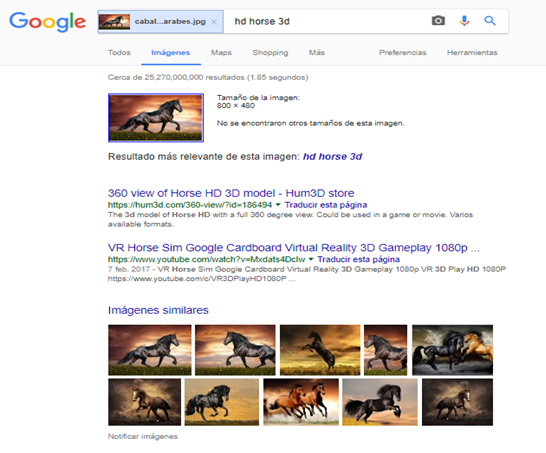 Google
cabal...arabes.jpg × hd horse 3d
Todos Imágenes Maps Shopping Más Preferencias Herramientas
Cerca de 25,270,000,000 resultados (1.85 segundos)
Tamaño de la imagen:
800 × 480
No se encontraron otros tamaños de esta imagen.
Resultado más relevante de esta imagen: hd horse 3d
360 view of Horse HD 3D model - Hum3D store
https://hum3d.com/360-view/?id=186494 ▼ Traducir esta página
The 3d model of Horse HD with a full 360 degree view. Could be used in a game or movie. Varios
available formats.
VR Horse Sim Google Cardboard Virtual Reality 3D Gameplay 1080p ...
https://www.youtube.com/watch?v=Mxdats4Dclw ▼ Traducir esta página
7 feb. 2017 - VR Horse Sim Google Cardboard Virtual Reality 3D Gameplay 1080p VR 3D Play HD 1080P
https://www.youtube.com/c/VR3DPlayHD1080P ...
Imágenes similares
Notificar imágenes